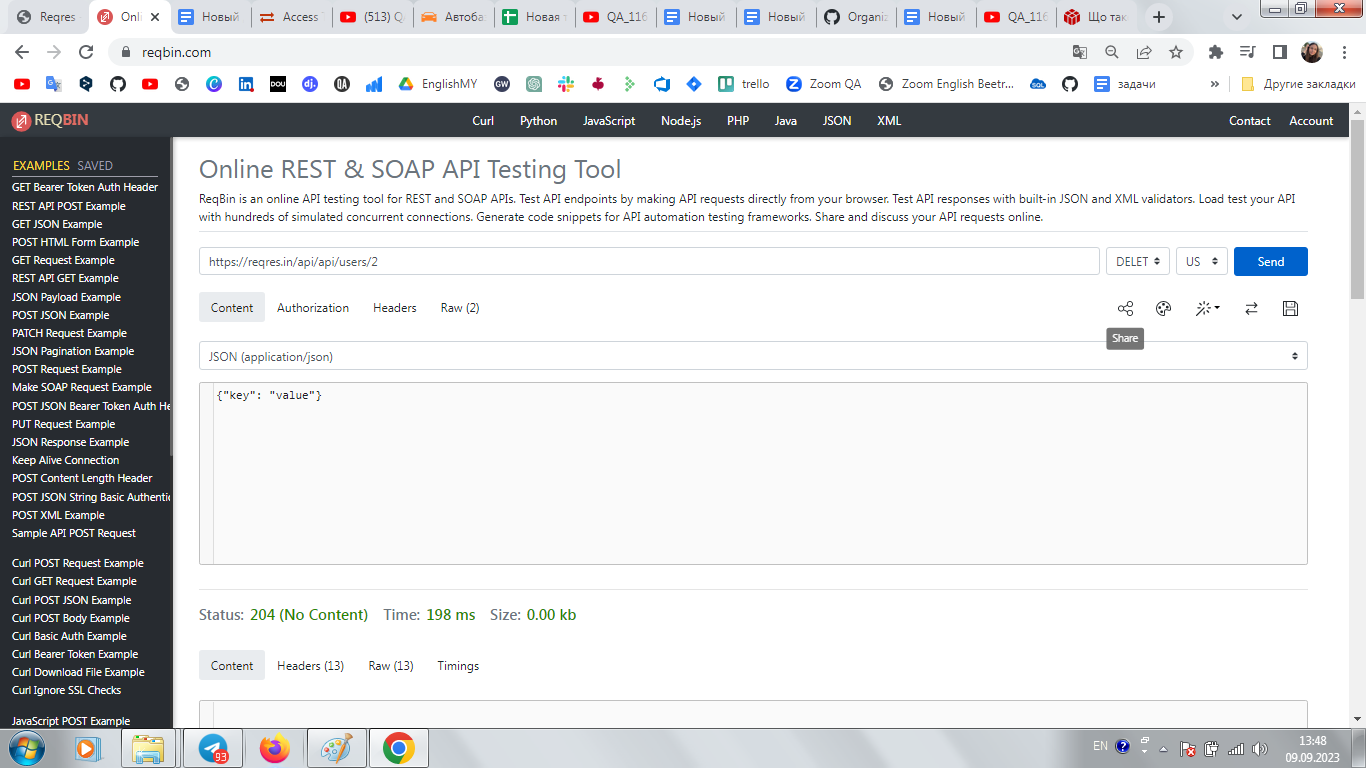 Reqres
Onli
Новый
Access
(513) Q
Автоба
Новая т
QA_116
Новый
Новый
Organiz
Новый
QA_116
Що так
reqbin.com
DOU
dj.
QA
EnglishMY
GW
trello
Zoom QA
Zoom English Beetr...
SQL
задачи
»
Другие закладки
REQBIN
Curl
Python
JavaScript
Node.js
PHP
Java
JSON
XML
Contact
Account
EXAMPLES SAVED
GET Bearer Token Auth Header
REST API POST Example
GET JSON Example
POST HTML Form Example
GET Request Example
REST API GET Example
JSON Payload Example
POST JSON Example
PATCH Request Example
JSON Pagination Example
POST Request Example
Make SOAP Request Example
POST JSON Bearer Token Auth He
PUT Request Example
JSON Response Example
Keep Alive Connection
POST Content Length Header
POST JSON String Basic Authentic
POST XML Example
Sample API POST Request
Curl POST Request Example
Curl GET Request Example
Curl POST JSON Example
Curl POST Body Example
Curl Basic Auth Example
Curl Bearer Token Example
Curl Download File Example
Curl Ignore SSL Checks
JavaScript POST Example
Online REST & SOAP API Testing Tool
ReqBin is an online API testing tool for REST and SOAP APIs. Test API endpoints by making API requests directly from your browser. Test API responses with built-in JSON and XML validators. Load test your API
with hundreds of simulated concurrent connections. Generate code snippets for API automation testing frameworks. Share and discuss your API requests online.
https://reqres.in/api/api/users/2
DELET
US
Send
Content
Authorization
Headers
Raw (2)
Share
JSON (application/json)
{"key": "value"}
Status: 204 (No Content) Time: 198 ms Size: 0.00 kb
Content
Headers (13)
Raw (13)
Timings
93
EN
13:48
09.09.2023